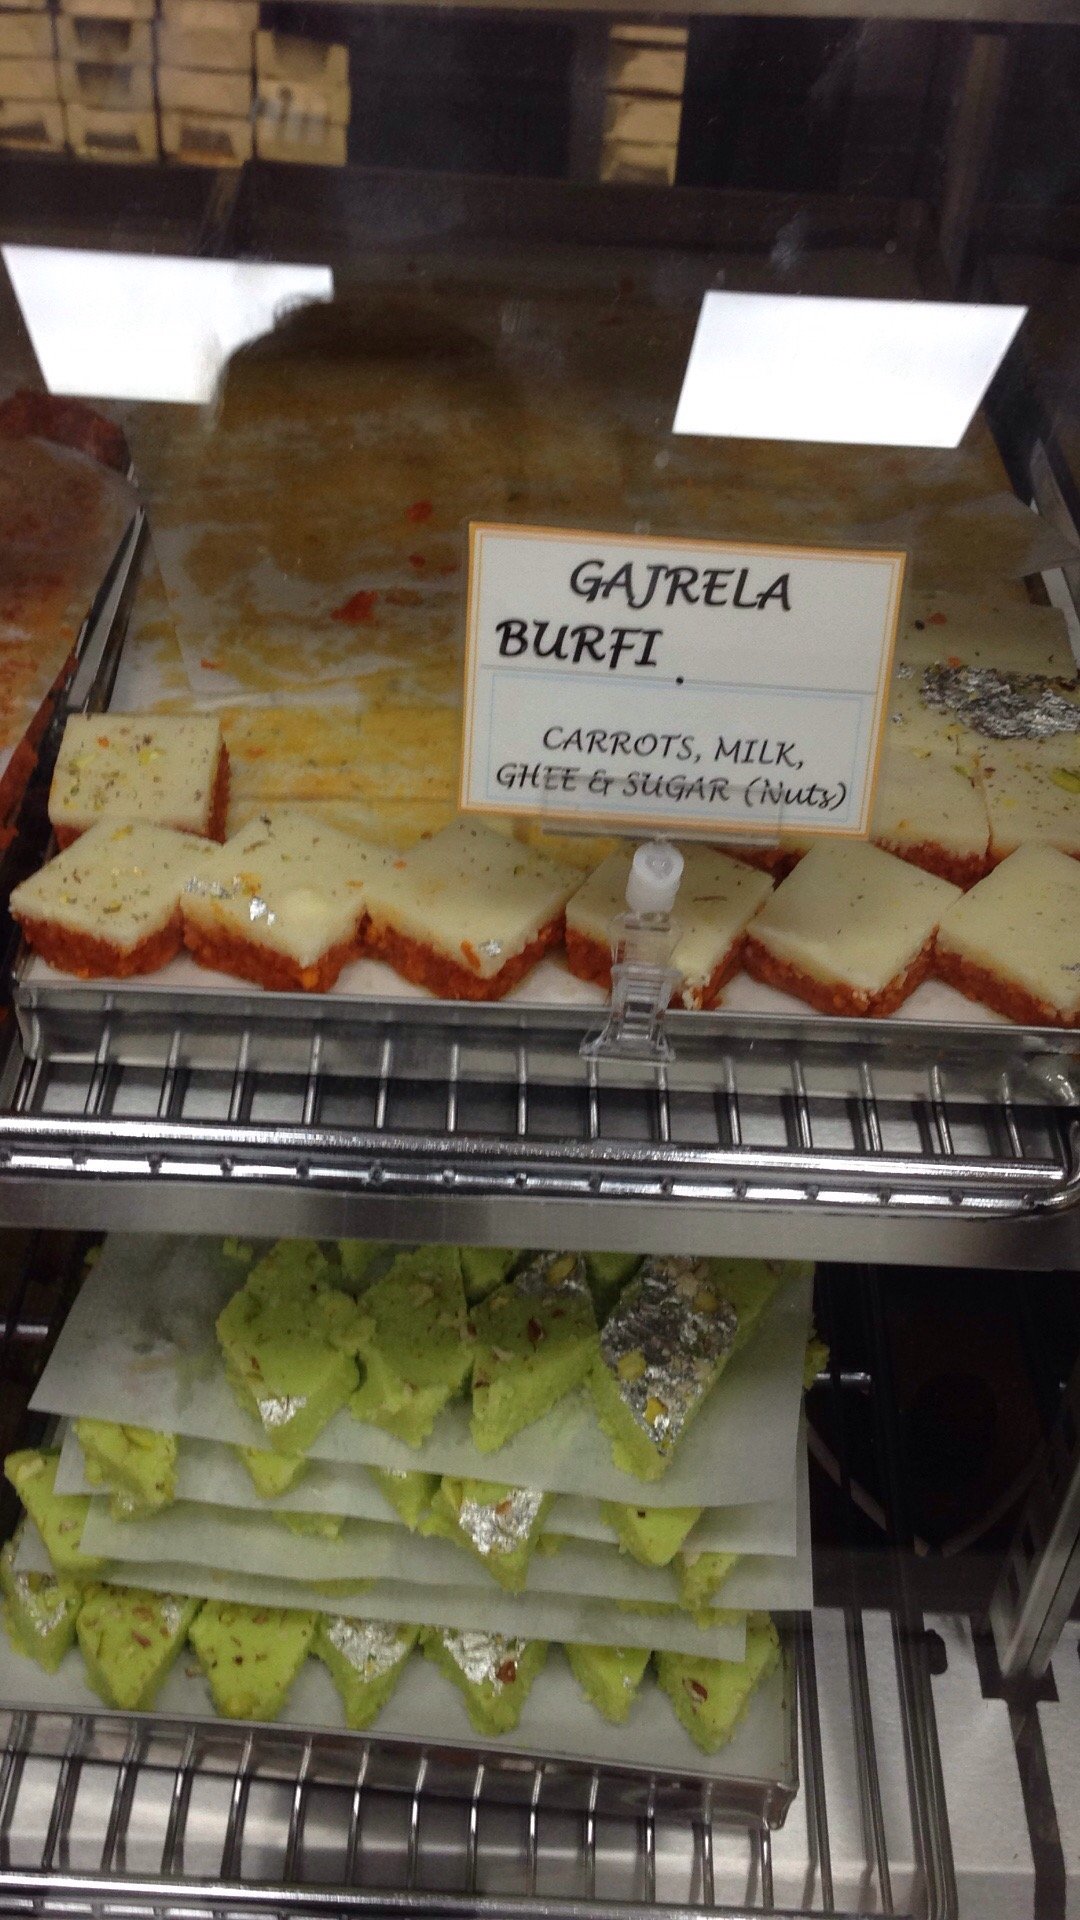 GAJRELA
BURFI
CARROTS, MILK,
GHEE & SUGAR (Nuts)